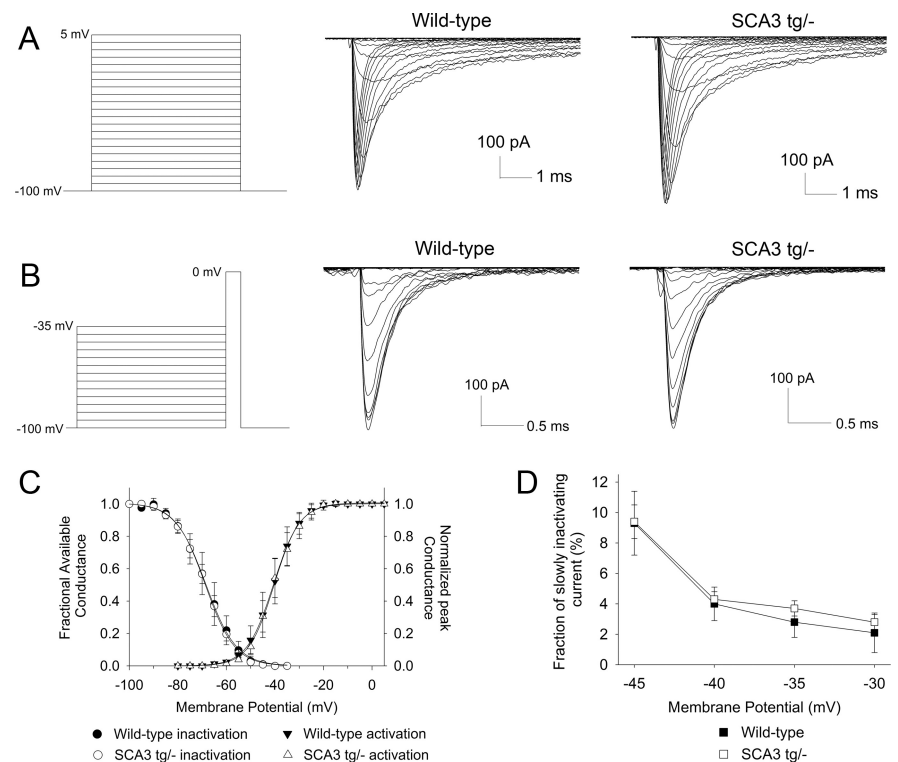 A
5 mV
-100 mV
Wild-type
SCA3 tg/-
100 pA
1 ms
100 pA
1 ms
B
0 mV
-35 mV
-100 mV
Wild-type
SCA3 tg/-
100 pA
0.5 ms
100 pA
0.5 ms
C
Fractional Available
Conductance
1.0
0.8
0.6
0.4
0.2
0.0
1.0
0.8
0.6
0.4
0.2
0.0
Normalized peak
Conductance
-100
-80
-60
-40
-20
0
Membrane Potential (mV)
Wild-type inactivation
Wild-type activation
SCA3 tg/- inactivation
SCA3 tg/- activation
D
Fraction of slowly inactivating
current (%)
12
10
8
6
4
2
0
-45
-40
-35
-30
Membrane Potential (mV)
Wild-type
SCA3 tg/-